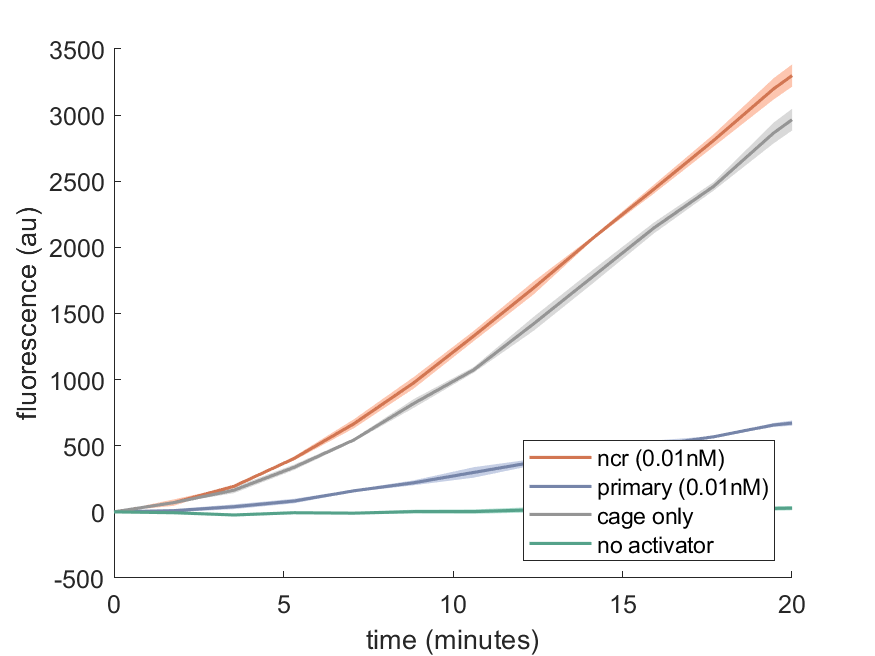 3500
3000
2500
2000
1500
1000
500
0
-500
fluorescence (au)
0 5 10 15 20
time (minutes)
ncr (0.01nM)
primary (0.01nM)
cage only
no activator